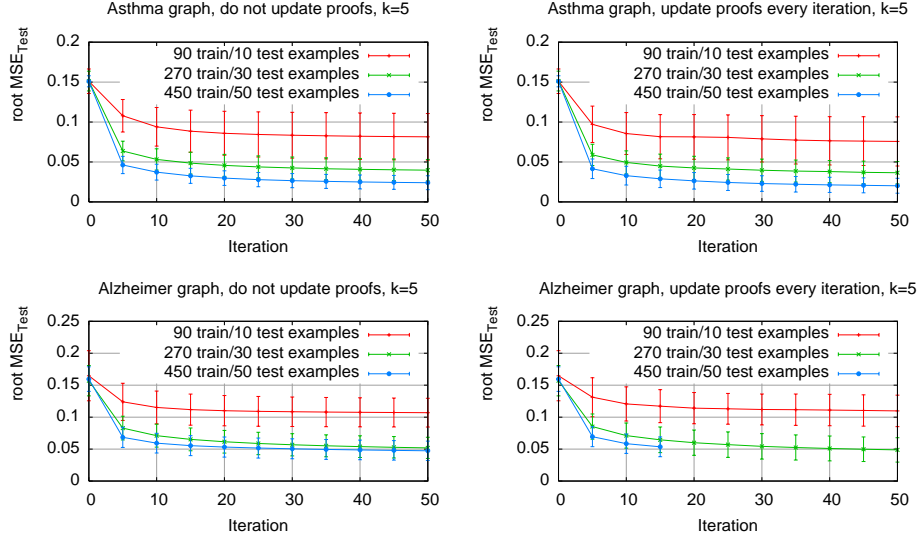 Asthma graph, do not update proofs, k=5
root MSE_Test
0.2
0.15
0.1
0.05
0
90 train/10 test examples
270 train/30 test examples
450 train/50 test examples
0 10 20 30 40 50
Iteration
Asthma graph, update proofs every iteration, k=5
root MSE_Test
0.2
0.15
0.1
0.05
0
90 train/10 test examples
270 train/30 test examples
450 train/50 test examples
0 10 20 30 40 50
Iteration
Alzheimer graph, do not update proofs, k=5
root MSE_Test
0.25
0.2
0.15
0.1
0.05
0
90 train/10 test examples
270 train/30 test examples
450 train/50 test examples
0 10 20 30 40 50
Iteration
Alzheimer graph, update proofs every iteration, k=5
root MSE_Test
0.25
0.2
0.15
0.1
0.05
0
90 train/10 test examples
270 train/30 test examples
450 train/50 test examples
0 10 20 30 40 50
Iteration